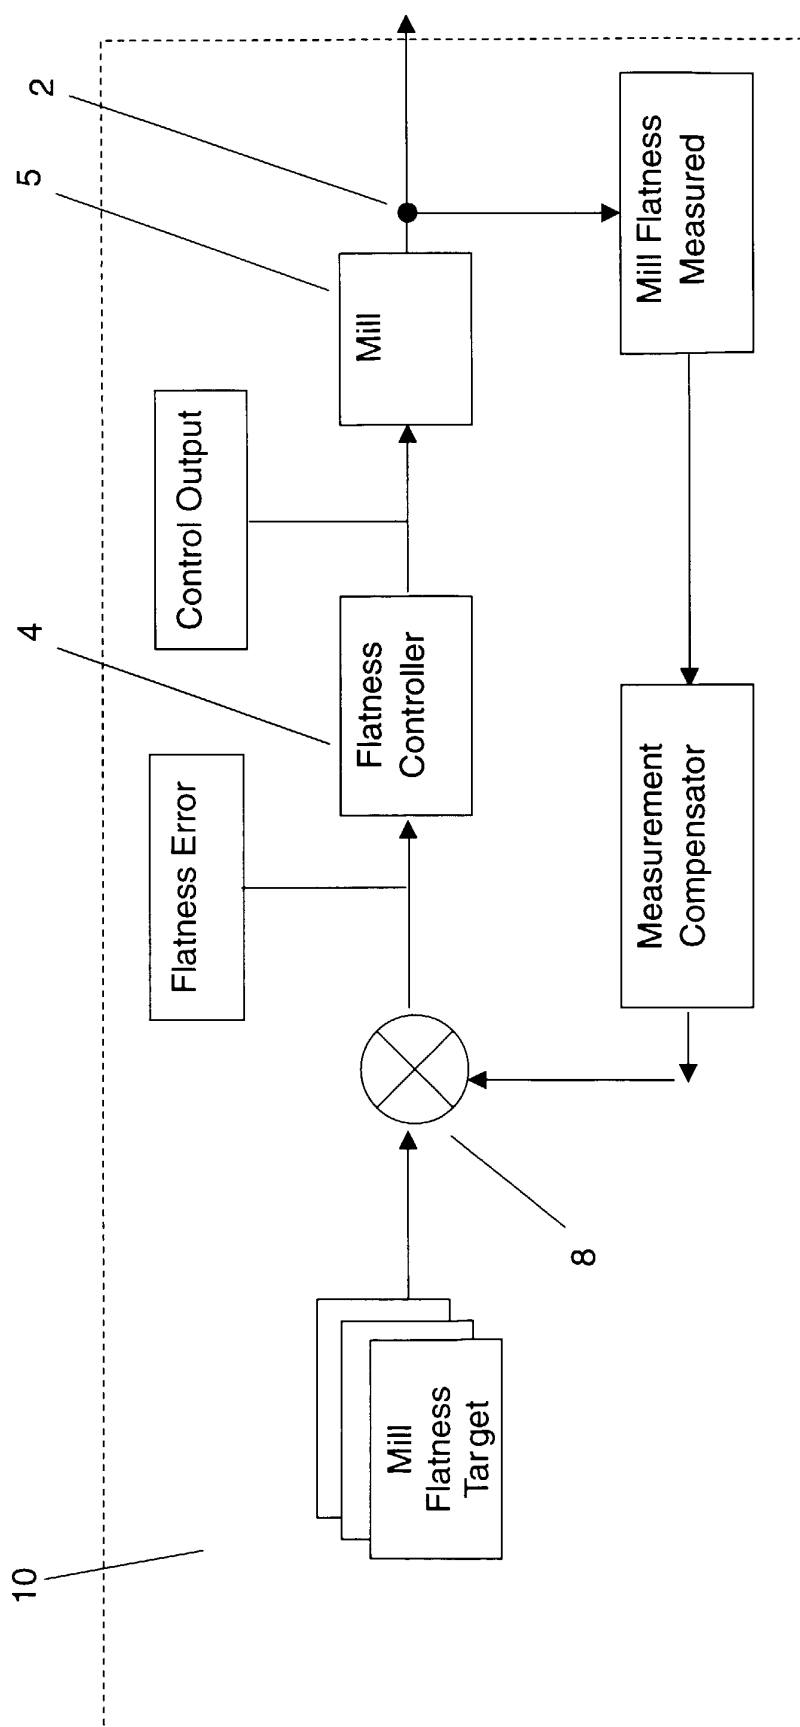 10
4
5
2
Flatness Error
Control Output
Mill
Flatness
Target
Flatness
Controller
Mill
8
Measurement
Compensator
Mill Flatness
Measured